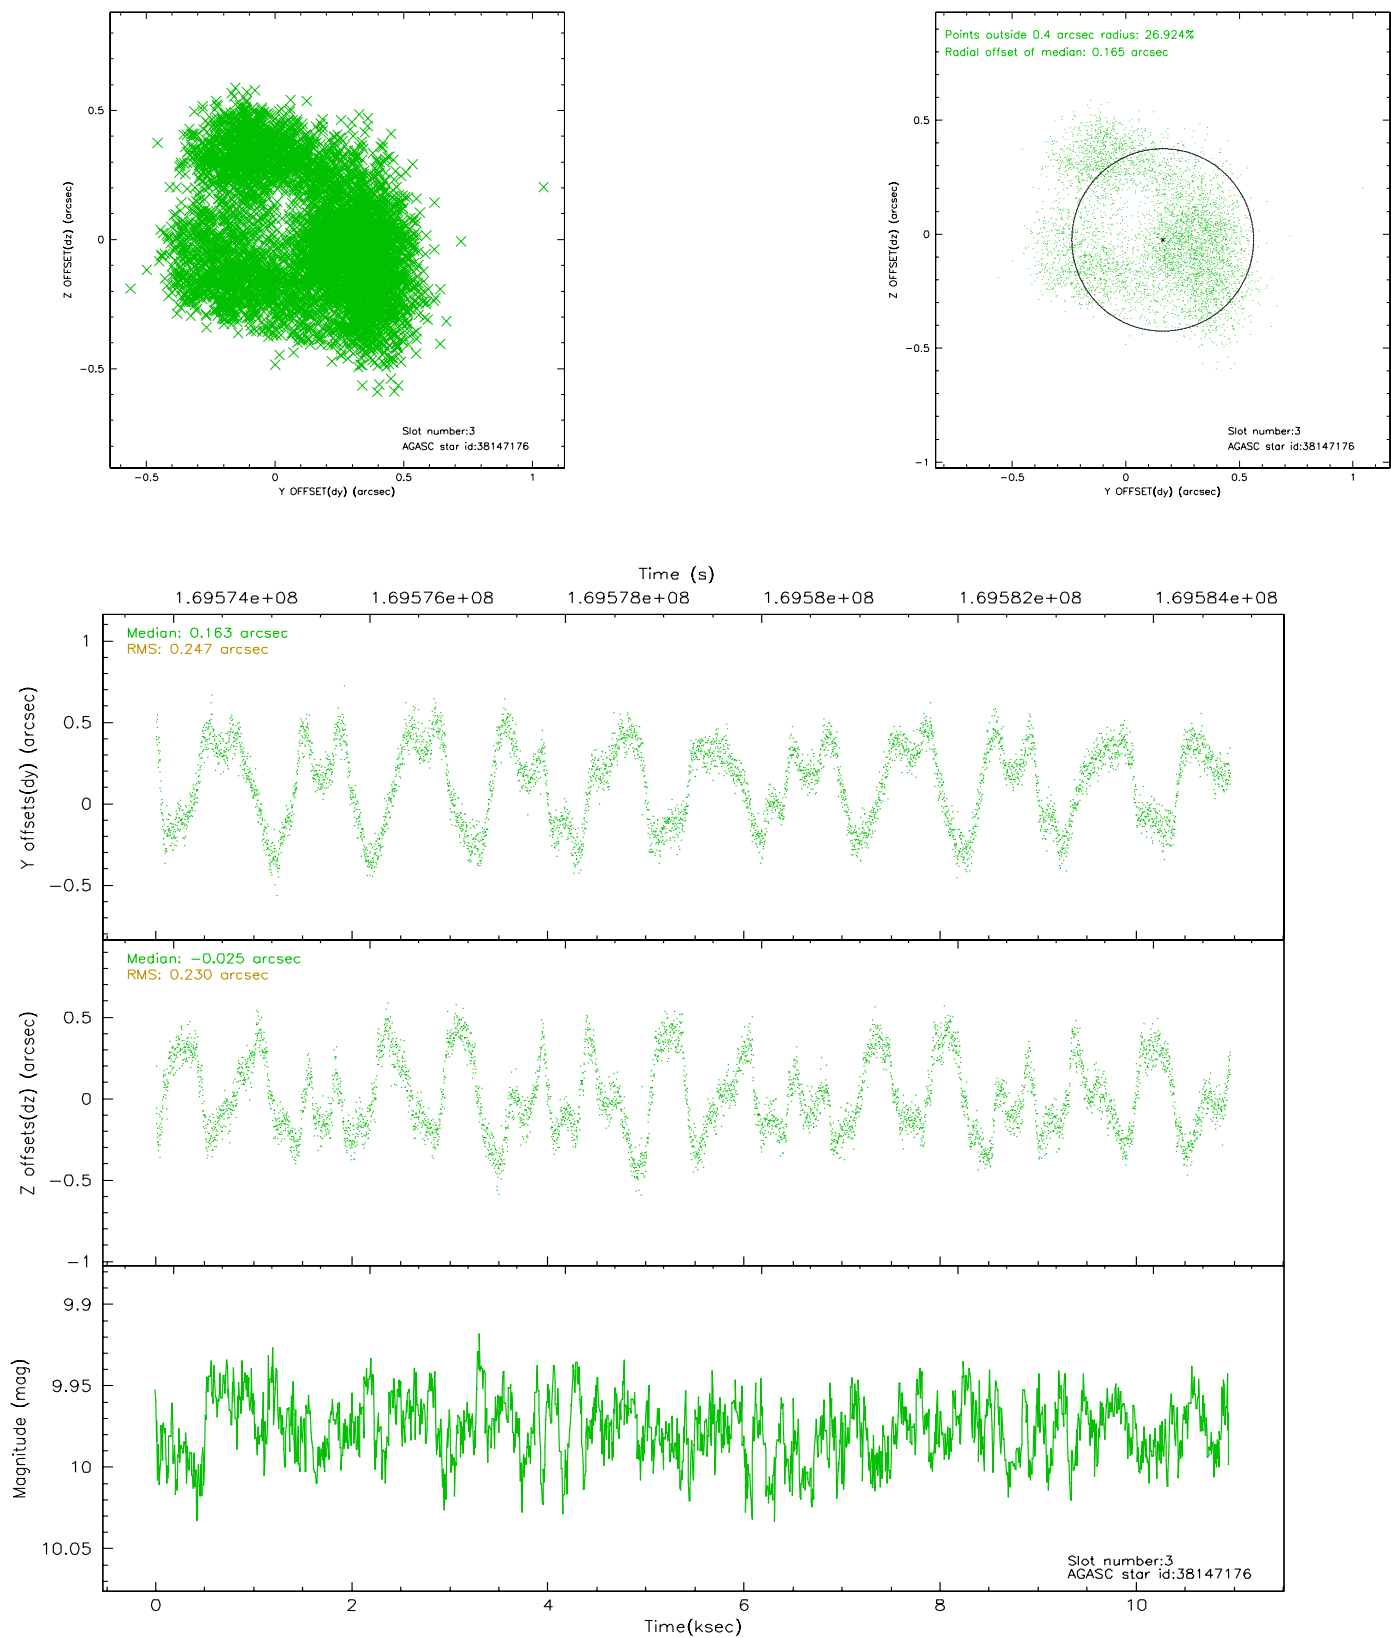 0.5
0
−0.5
Z OFFSET(dz) (arcsec)
−0.5
0
0.5
1
Y OFFSET(dy) (arcsec)
Slot number:3
AGASC star id:38147176
Points outside 0.4 arcsec radius: 26.924%
Radial offset of median: 0.165 arcsec
0.5
0
−0.5
−1
Z OFFSET(dz) (arcsec)
−0.5
0
0.5
1
Y OFFSET(dy) (arcsec)
Slot number:3
AGASC star id:38147176
Time (s)
1.69574e+08
1.69576e+08
1.69578e+08
1.6958e+08
1.69582e+08
1.69584e+08
Median: 0.163 arcsec
RMS: 0.247 arcsec
1
0.5
0
−0.5
Y offsets(dy) (arcsec)
Median: −0.025 arcsec
RMS: 0.230 arcsec
0.5
0
−0.5
−1
Z offsets(dz) (arcsec)
9.9
9.95
10
10.05
Magnitude (mag)
Slot number:3
AGASC star id:38147176
0
2
4
6
8
10
Time(ksec)